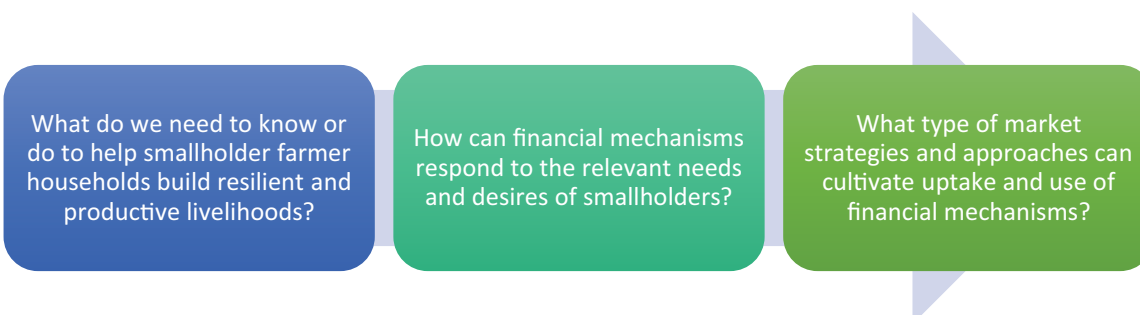 What do we need to know or
do to help smallholder farmer
households build resilient and
productive livelihoods?
How can financial mechanisms
respond to the relevant needs
and desires of smallholders?
What type of market
strategies and approaches can
cultivate uptake and use of
financial mechanisms?